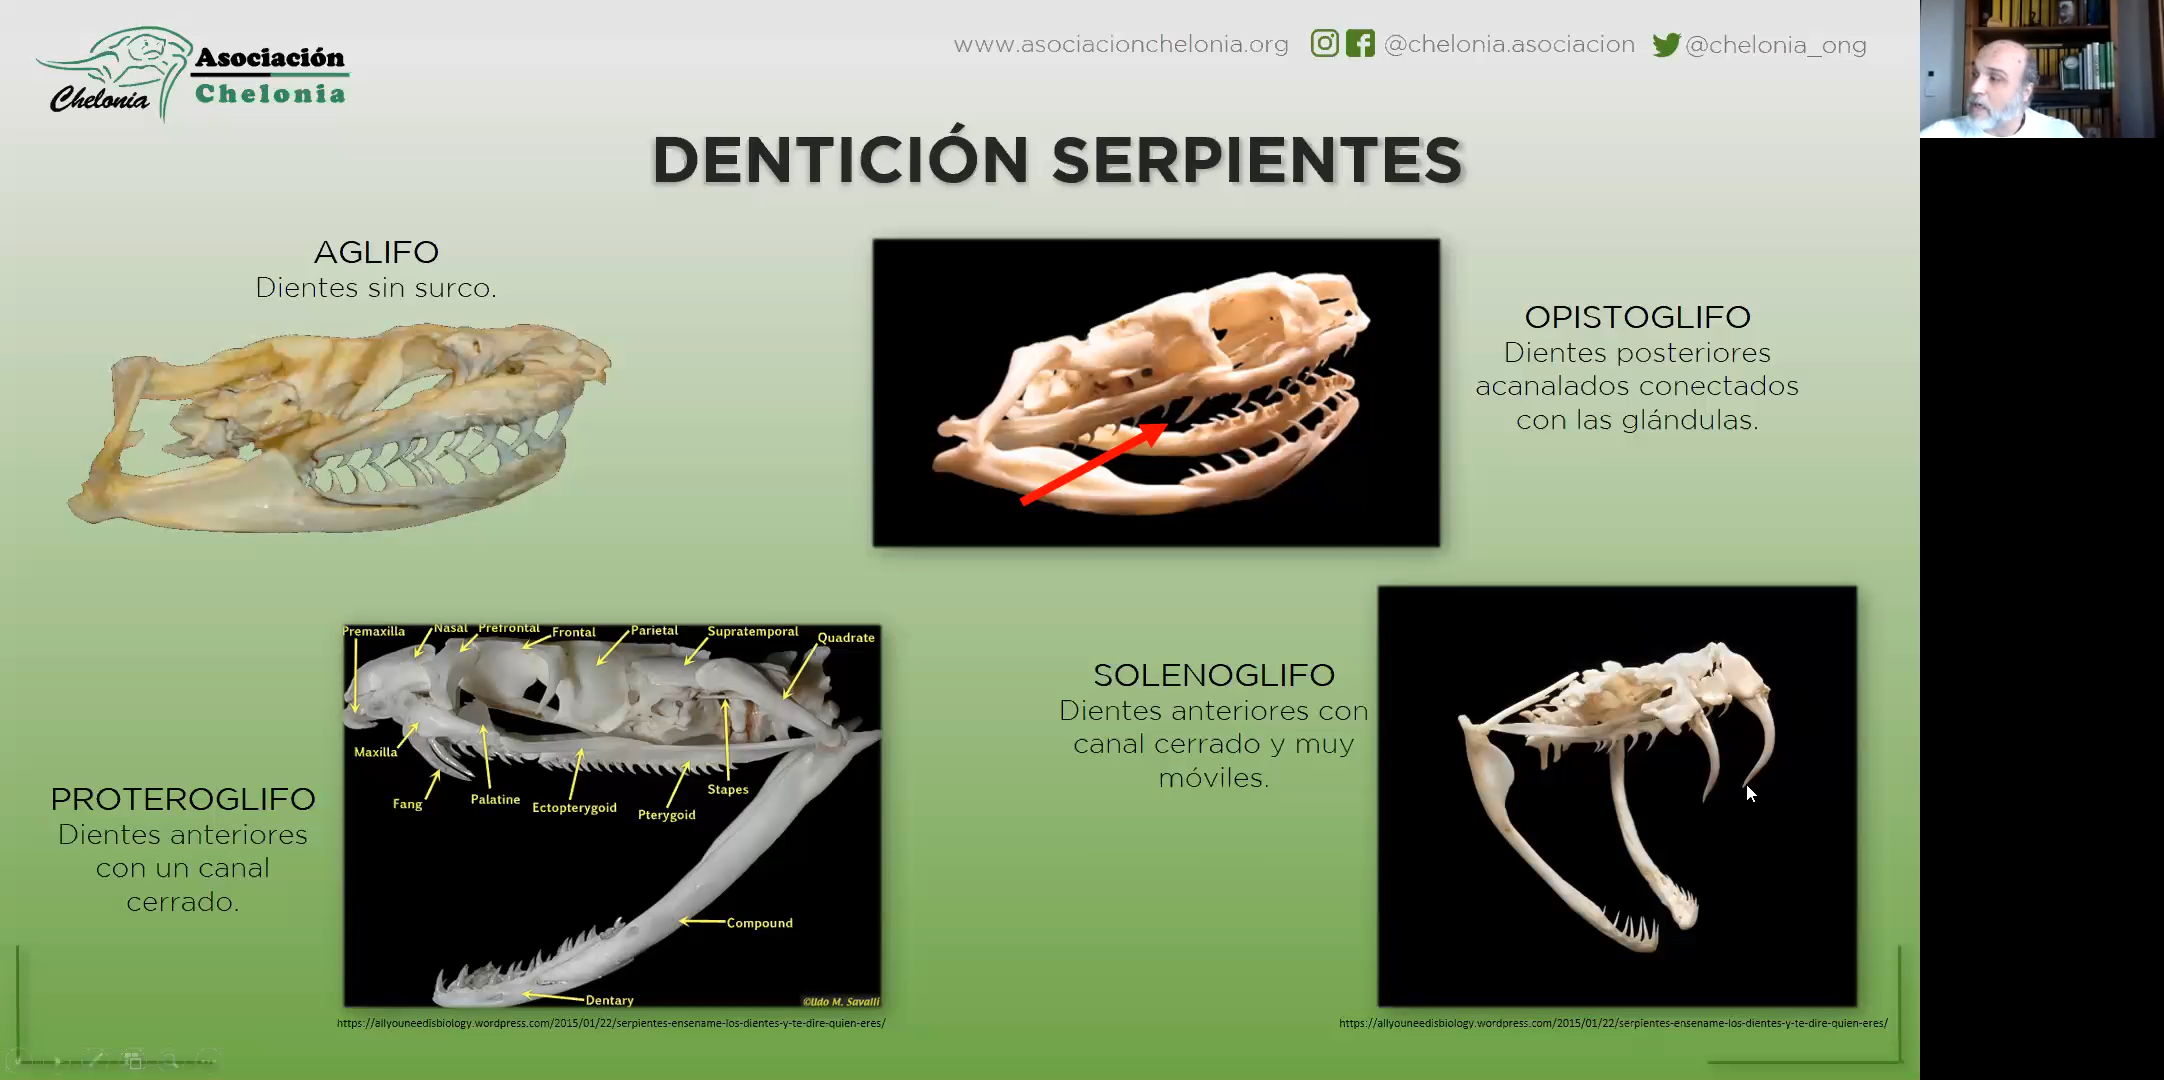 Asociación
Chelonia
Chelonia
www.asociacionchelonia.org @chelonia.asociacion @chelonia_ong
DENTICIÓN SERPIENTES
AGLIFO
Dientes sin surco.
OPISTOGLIFO
Dientes posteriores
acanalados conectados
con las glándulas.
PROTEROGLIFO
Dientes anteriores
con un canal
cerrado.
Premaxilla
Nasal
Prefrontal
Frontal
Parietal
Supratemporal
Quadrate
Maxilla
Fang
Palatine
Ectopterygoid
Pterygoid
Stapes
Compound
Dentary
©Udo M. Savalli
https://allyouneedisbiology.wordpress.com/2015/01/22/serpientes-ensename-los-dientes-y-te-dire-quien-eres/
SOLENOGLIFO
Dientes anteriores con
canal cerrado y muy
móviles.
https://allyouneedisbiology.wordpress.com/2015/01/22/serpientes-ensename-los-dientes-y-te-dire-quien-eres/